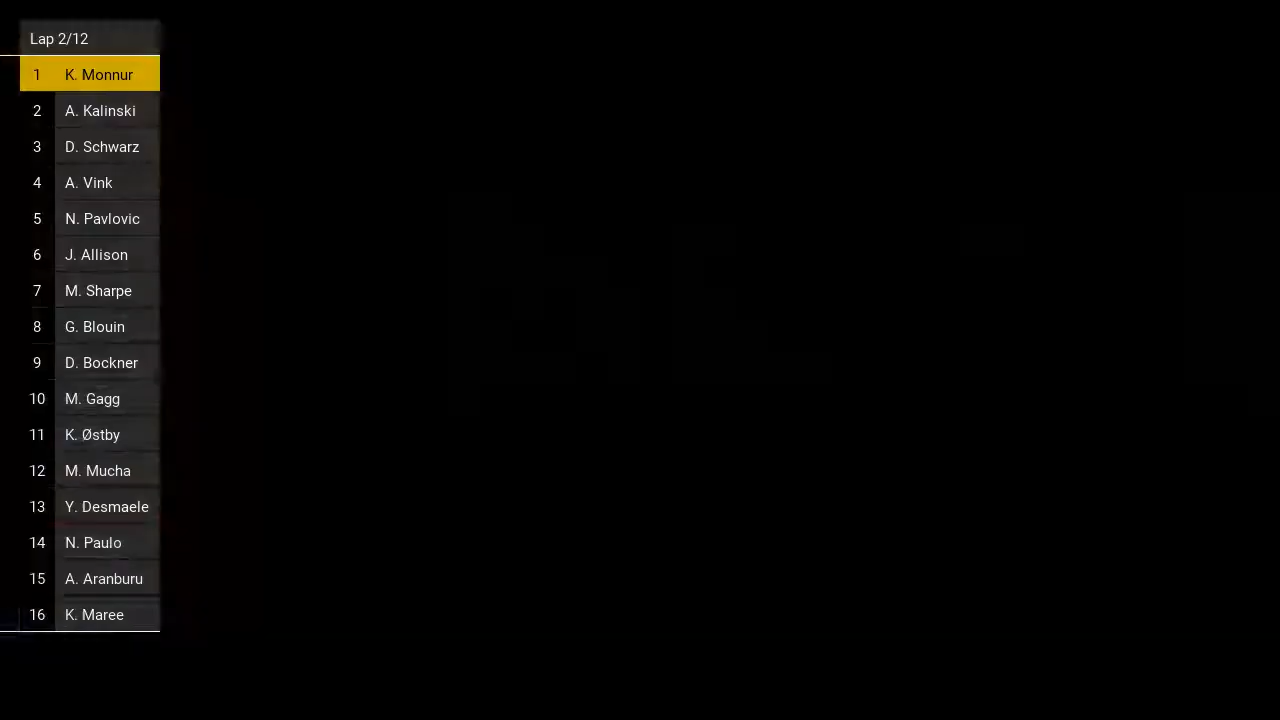 Lap 2/12
1 K. Monnur
2 A. Kalinski
3 D. Schwarz
4 A. Vink
5 N. Pavlovic
6 J. Allison
7 M. Sharpe
8 G. Blouin
9 D. Bockner
10 M. Gagg
11 K. Østby
12 M. Mucha
13 Y. Desmaele
14 N. Paulo
15 A. Aranburu
16 K. Maree